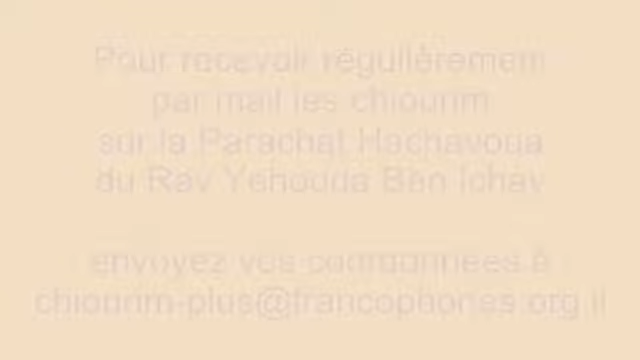 Pour recevoir régulièrement
par mail les chiourim
sur la Parachat Hachavoua
du Rav Yehouda Ben Ichay
envoyez vos coordonnées à
chiourim-plus@francophones.org.il